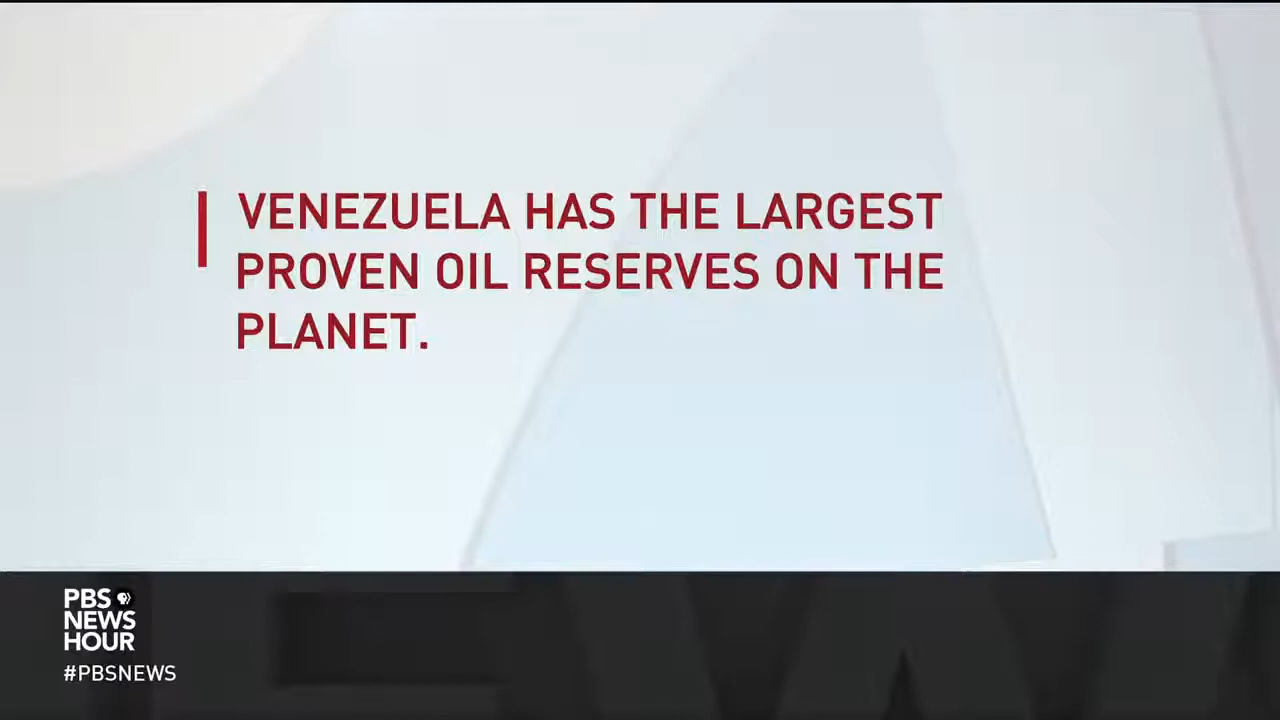 VENEZUELA HAS THE LARGEST
PROVEN OIL RESERVES ON THE
PLANET.
PBS
NEWS
HOUR
#PBSNEWS